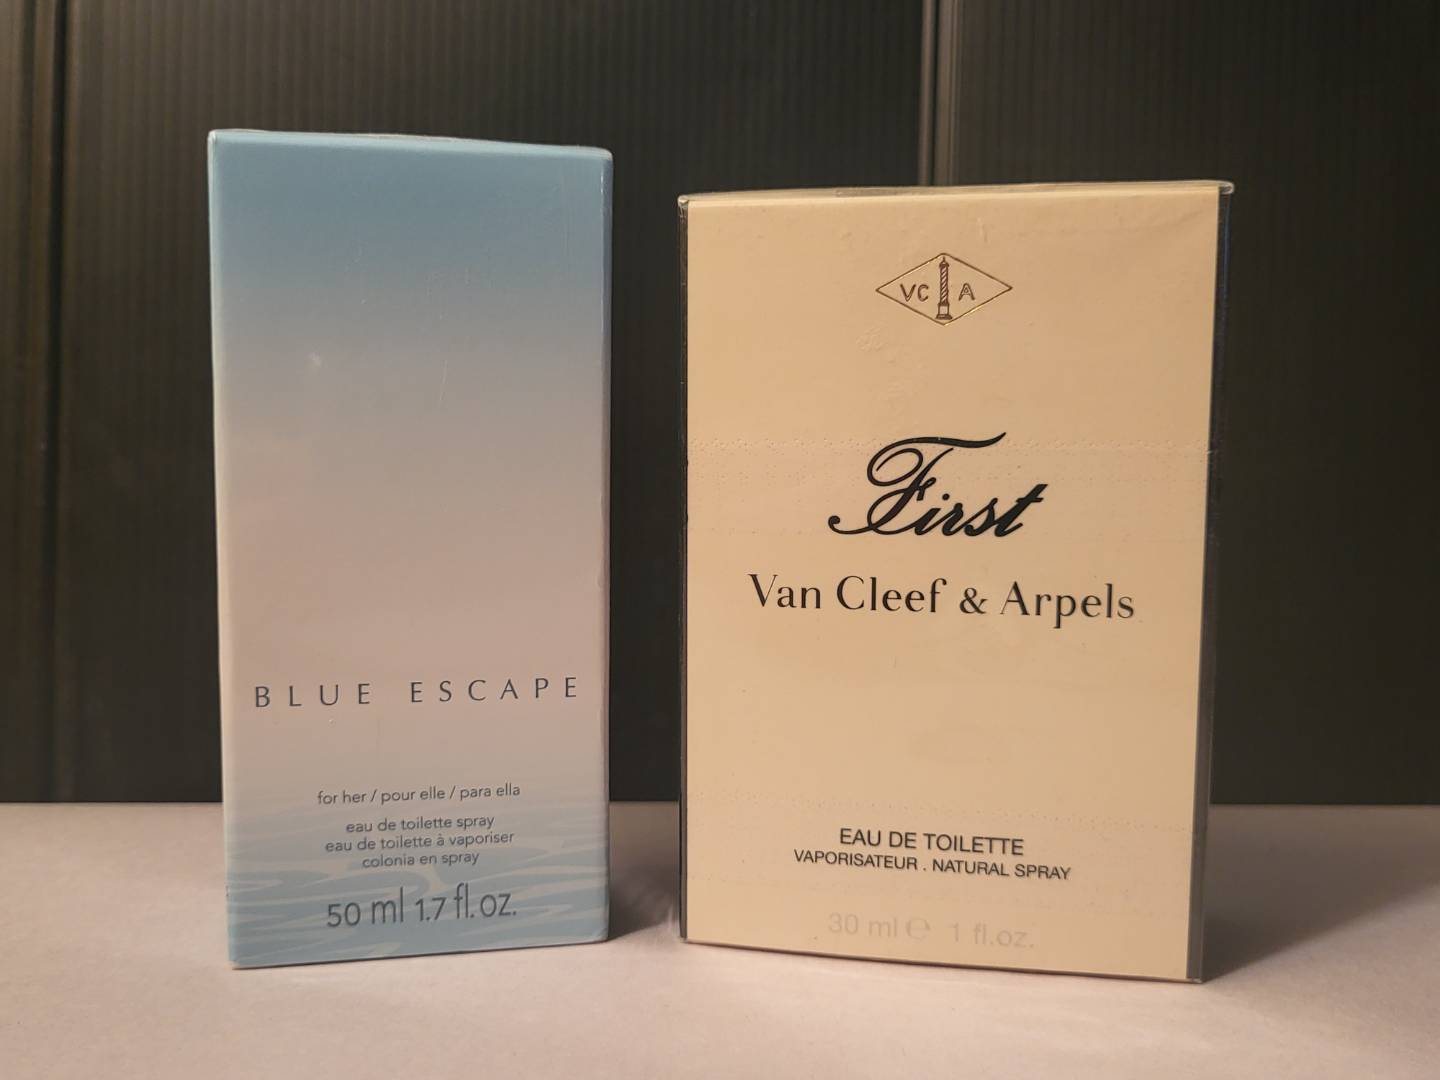 BLUE ESCAPE
for her / pour elle / para ella
eau de toilette spray
eau de toilette à vaporiser
colonia en spray
50 ml 1.7 fl. oz.
VC A
First
Van Cleef & Arpels
EAU DE TOILETTE
VAPORISATEUR . NATURAL SPRAY
30 ml ℮ 1 fl.oz.